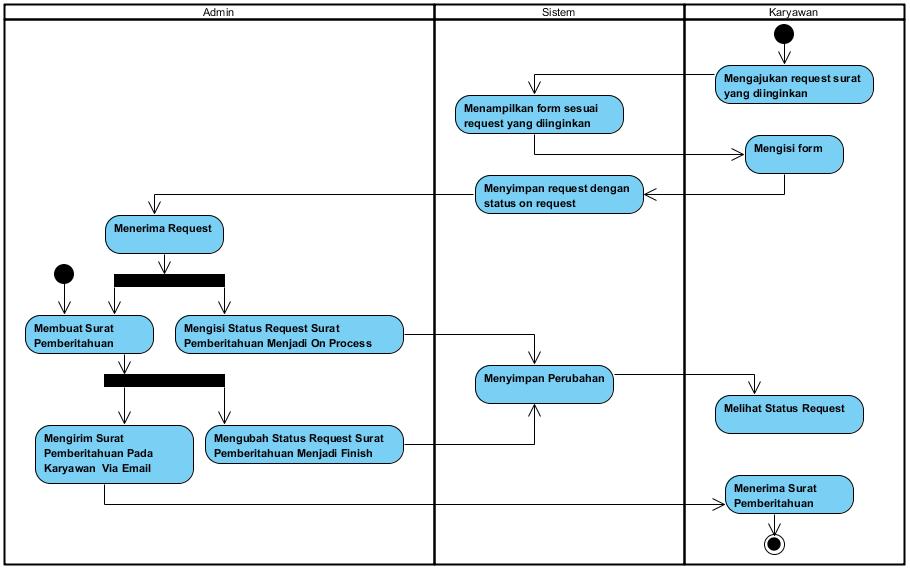 Admin
Sistem
Karyawan
Mengajukan request surat
yang diinginkan
Menampilkan form sesuai
request yang diinginkan
Mengisi form
Menyimpan request dengan
status on request
Menerima Request
Membuat Surat
Pemberitahuan
Mengisi Status Request Surat
Pemberitahuan Menjadi On Process
Menyimpan Perubahan
Melihat Status Request
Mengirim Surat
Pemberitahuan Pada
Karyawan Via Email
Mengubah Status Request Surat
Pemberitahuan Menjadi Finish
Menerima Surat
Pemberitahuan